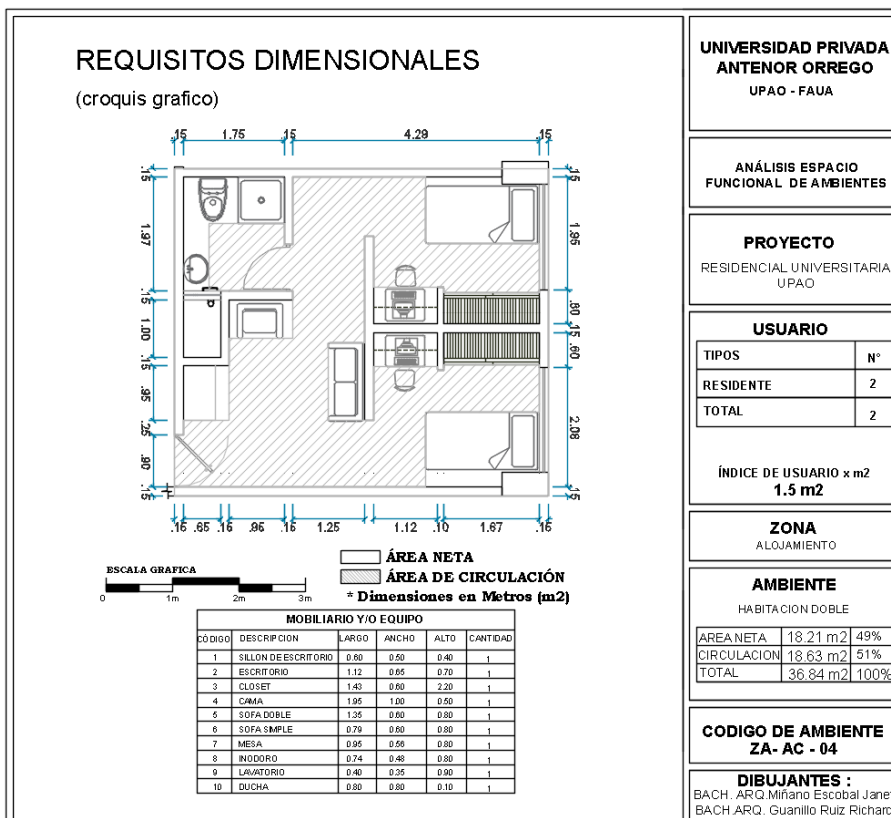 REQUISITOS DIMENSIONALES
(croquis grafico)
.15 1.75 .15 4.29 .15
.15 1.97 .15 1.00 .15 .95 .25 .90 .15
.15 1.95 .60 .15 .60 2.08 .15
.15 .65 .15 .95 .15 1.25 1.12 .10 1.67 .15
ESCALA GRAFICA
0 1m 2m 3m
ÁREA NETA
ÁREA DE CIRCULACIÓN
* Dimensiones en Metros (m2)
MOBILIARIO Y/O EQUIPO
CÓDIGO DESCRIPCION LARGO ANCHO ALTO CANTIDAD
1 SILLON DE ESCRITORIO 0.60 0.50 0.40 1
2 ESCRITORIO 1.12 0.65 0.70 1
3 CLOSET 1.43 0.60 2.20 1
4 CAMA 1.95 1.00 0.50 1
5 SOFA DOBLE 1.35 0.60 0.80 1
6 SOFA SIMPLE 0.79 0.60 0.80 1
7 MESA 0.95 0.56 0.80 1
8 INODORO 0.74 0.48 0.80 1
9 LAVATORIO 0.40 0.35 0.90 1
10 DUCHA 0.80 0.80 0.10 1
UNIVERSIDAD PRIVADA
ANTENOR ORREGO
UPAO - FAUA
ANÁLISIS ESPACIO
FUNCIONAL DE AMBIENTES
PROYECTO
RESIDENCIAL UNIVERSITARIA
UPAO
USUARIO
TIPOS N°
RESIDENTE 2
TOTAL 2
ÍNDICE DE USUARIO x m2
1.5 m2
ZONA
ALOJAMIENTO
AMBIENTE
HABITACION DOBLE
AREA NETA 18.21 m2 49%
CIRCULACION 18.63 m2 51%
TOTAL 36.84 m2 100%
CODIGO DE AMBIENTE
ZA- AC - 04
DIBUJANTES :
BACH. ARQ.Miñano Escobal Janet
BACH.ARQ. Guanillo Ruiz Richard